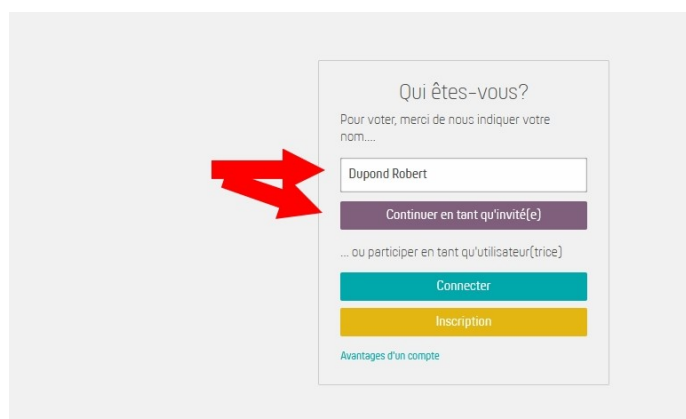 Qui êtes-vous?
Pour voter, merci de nous indiquer votre
nom....
Dupond Robert
Continuer en tant qu'invité(e)
... ou participer en tant qu'utilisateur(trice)
Connecter
Inscription
Avantages d'un compte